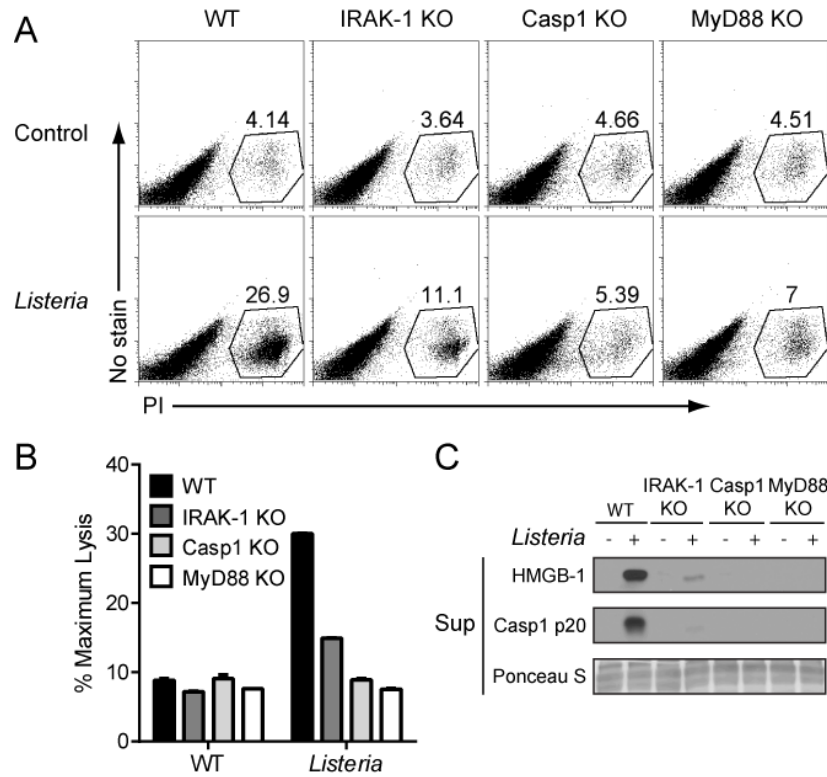 A
WT IRAK-1 KO Casp1 KO MyD88 KO
Control
4.14 3.64 4.66 4.51
Listeria
26.9 11.1 5.39 7
No stain
PI
B
% Maximum Lysis
40
30
20
10
0
WT
IRAK-1 KO
Casp1 KO
MyD88 KO
WT Listeria
C
WT IRAK-1 KO Casp1 KO MyD88 KO
Listeria - + - + - + - +
Sup
HMGB-1
Casp1 p20
Ponceau S